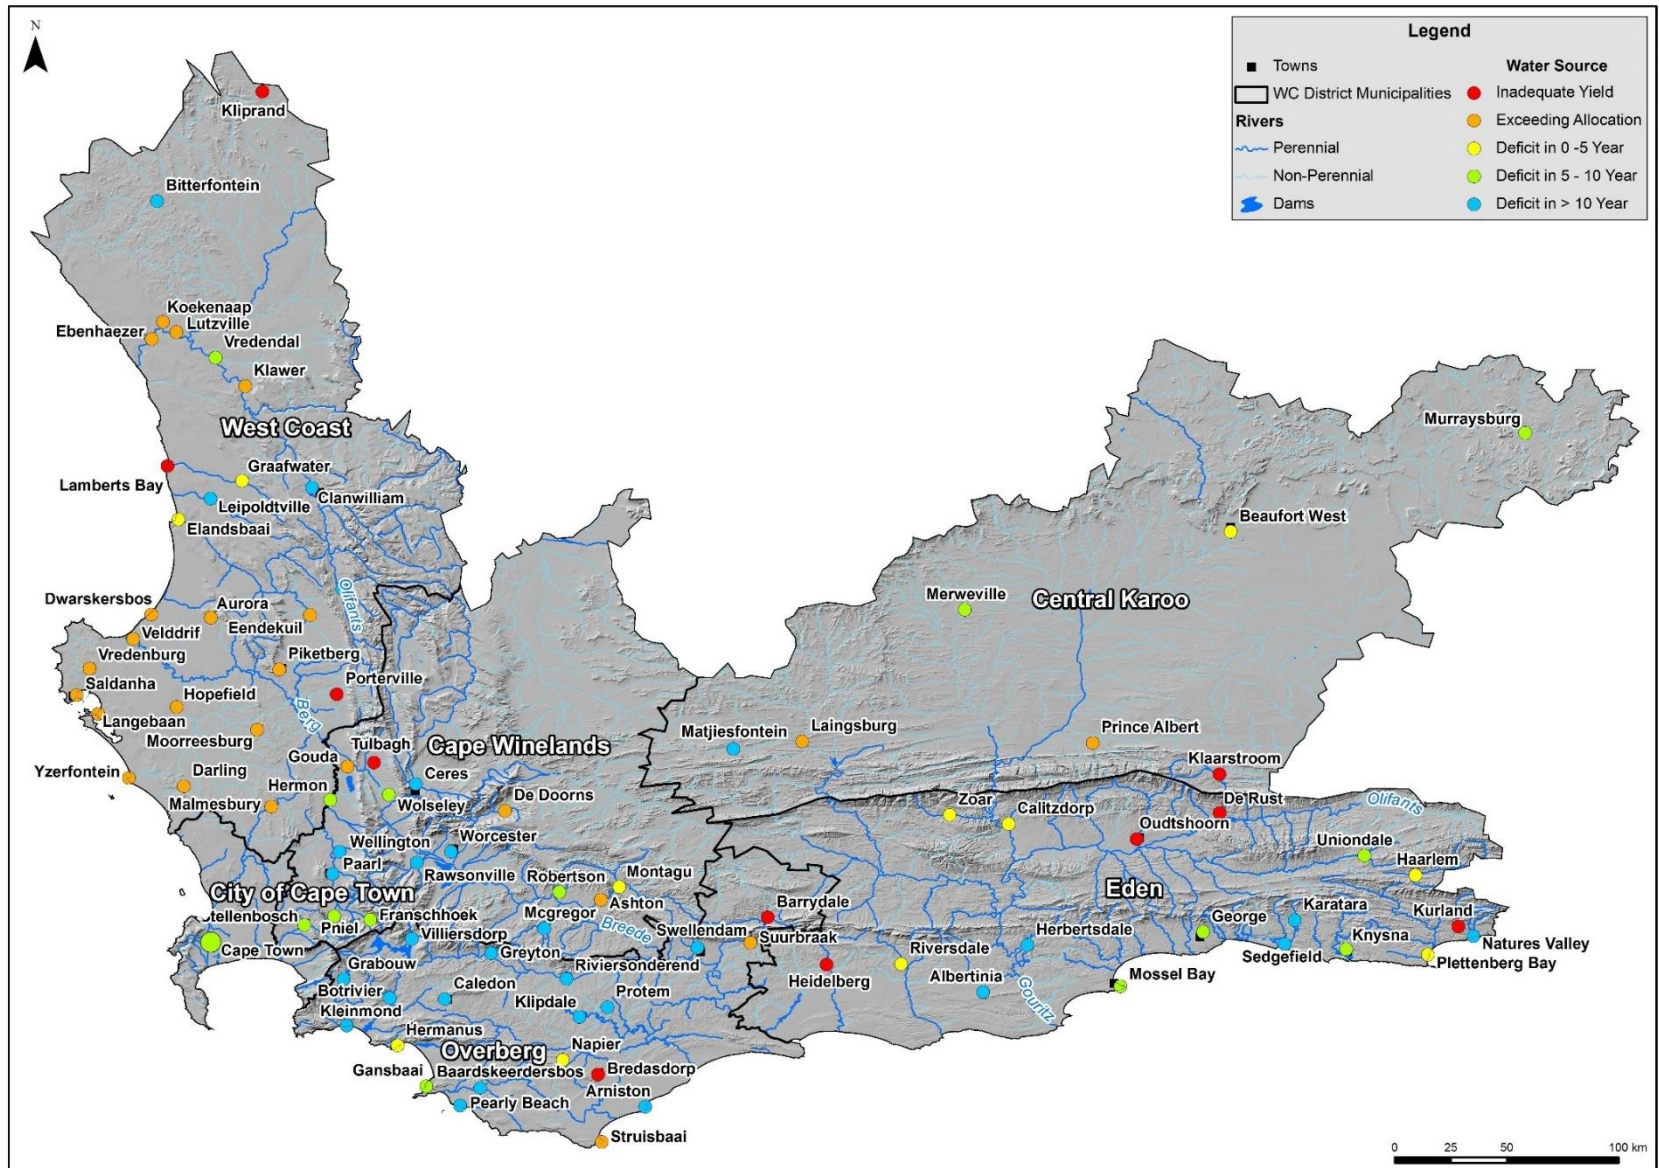 N
Legend
Towns
Water Source
WC District Municipalities
Inadequate Yield
Rivers
Exceeding Allocation
Perennial
Deficit in 0 -5 Year
Non-Perennial
Deficit in 5 - 10 Year
Dams
Deficit in > 10 Year
Kliprand
Bitterfontein
Koekenaap
Ebenhaezer
Lutzville
Vredendal
Klawer
West Coast
Murraysburg
Graafwater
Lamberts Bay
Clanwilliam
Leipoldtville
Elandsbaai
Beaufort West
Olifants
Merweville
Central Karoo
Dwarskersbos
Aurora
Eendekuil
Velddrif
Vredenburg
Piketberg
Saldanha
Porterville
Hopefield
Berg
Langebaan
Moorreesburg
Matjiesfontein
Laingsburg
Prince Albert
Tulbagh
Cape Winelands
Gouda
Klaarstroom
Yzerfontein
Darling
Hermon
Ceres
Malmesbury
Wolseley
De Doorns
Zoar
Calitzdorp
De Rust
Olifants
Oudtshoorn
Wellington
Worcester
Uniondale
Paarl
Rawsonville
Robertson
Montagu
Haarlem
City of Cape Town
Ashton
Eden
Stellenbosch
Franschhoek
Mcgregor
Barrydale
George
Karatara
Kurland
Pniel
Breede
Villiersdorp
Swellendam
Suurbraak
Herbertsdale
Knysna
Natures Valley
Cape Town
Greyton
Riviersonderend
Riversdale
Sedgefield
Plettenberg Bay
Grabouw
Heidelberg
Albertinia
Mossel Bay
Botrivier
Caledon
Klipdale
Protem
Gouritz
Kleinmond
Hermanus
Overberg
Napier
Gansbaai
Baardskeerdersbos
Bredasdorp
Arniston
Pearly Beach
Struisbaai
0 25 50 100 km